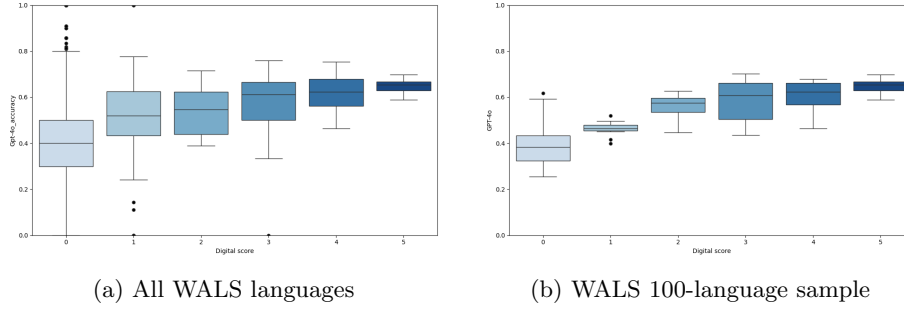 1.0
0.8
0.6
0.4
0.2
0.0
Gpt-4o_accuracy
0 1 2 3 4 5
Digital score
(a) All WALS languages
1.0
0.8
0.6
0.4
0.2
0.0
GPT-4o
0 1 2 3 4 5
Digital score
(b) WALS 100-language sample